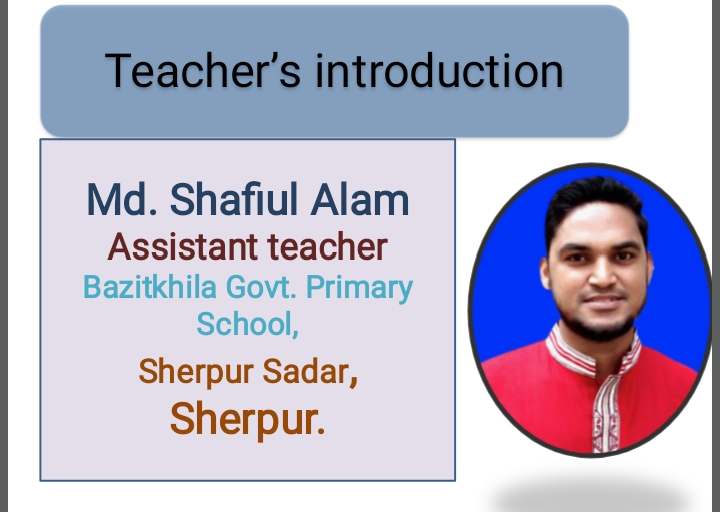 Teacher’s introduction
Md. Shafiul Alam
Assistant teacher
Bazitkhila Govt. Primary
School,
Sherpur Sadar,
Sherpur.